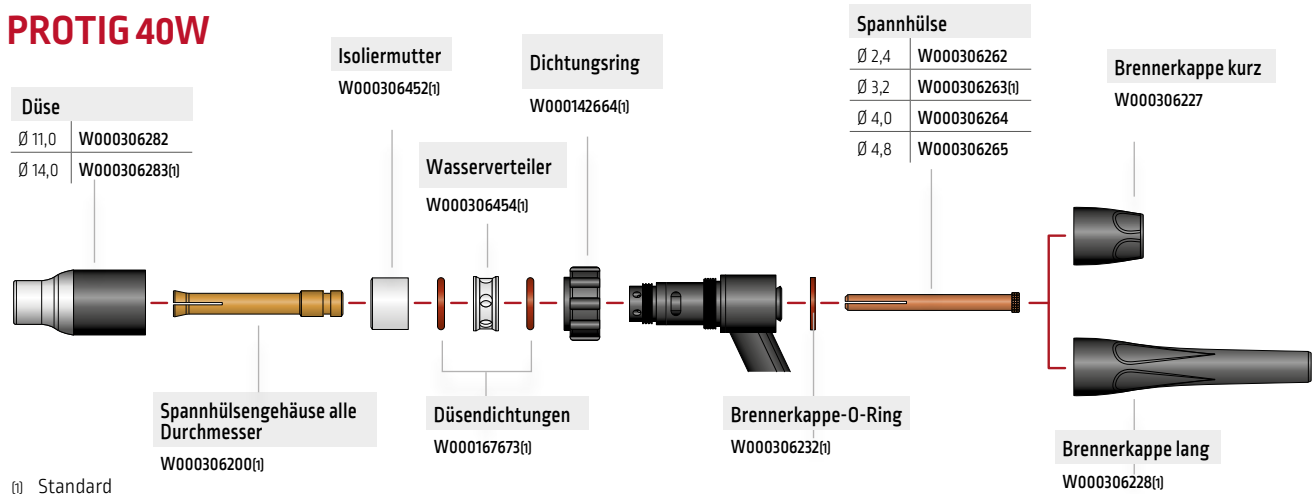 PROTIG 40W
Düse
Ø 11,0 W000306282
Ø 14,0 W000306283(1)
Isoliermutter
W000306452(1)
Wasserverteiler
W000306454(1)
Dichtungsring
W000142664(1)
Spannhülse
Ø 2,4 W000306262
Ø 3,2 W000306263(1)
Ø 4,0 W000306264
Ø 4,8 W000306265
Brennerkappe kurz
W000306227
Spannhülsengehäuse alle
Durchmesser
W000306200(1)
Düsendichtungen
W000167673(1)
Brennerkappe-O-Ring
W000306232(1)
Brennerkappe lang
W000306228(1)
(1) Standard